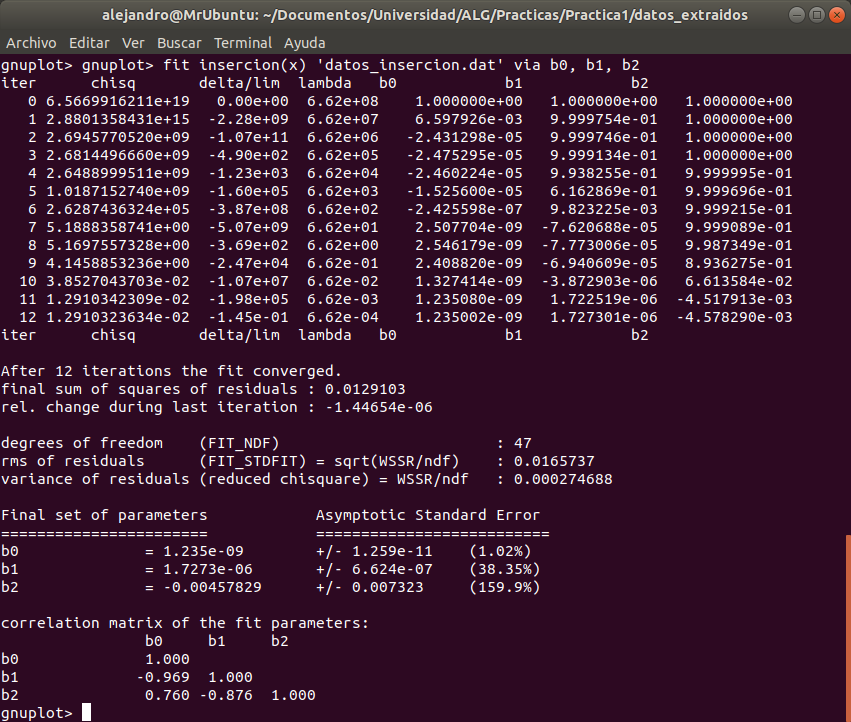 alejandro@MrUbuntu: ~/Documentos/Universidad/ALG/Practicas/Practica1/datos_extraidos
Archivo Editar Ver Buscar Terminal Ayuda
gnuplot> gnuplot> fit insercion(x) 'datos_insercion.dat' via b0, b1, b2
iter chisq delta/lim lambda b0 b1 b2
0 6.5669916211e+19 0.00e+00 6.62e+08 1.000000e+00 1.000000e+00 1.000000e+00
1 2.8801358431e+15 -2.28e+09 6.62e+07 6.597926e-03 9.999754e-01 1.000000e+00
2 2.6945770520e+09 -1.07e+11 6.62e+06 -2.431298e-05 9.999746e-01 1.000000e+00
3 2.6814496660e+09 -4.90e+02 6.62e+05 -2.475295e-05 9.999134e-01 1.000000e+00
4 2.6488999511e+09 -1.23e+03 6.62e+04 -2.460224e-05 9.938255e-01 9.999995e-01
5 1.0187152740e+09 -1.60e+05 6.62e+03 -1.525600e-05 6.162869e-01 9.999696e-01
6 2.6287436324e+05 -3.87e+08 6.62e+02 -2.425598e-07 9.823225e-03 9.999215e-01
7 5.1888358741e+00 -5.07e+09 6.62e+01 2.507704e-09 -7.620688e-05 9.999089e-01
8 5.1697557328e+00 -3.69e+02 6.62e+00 2.546179e-09 -7.773006e-05 9.987349e-01
9 4.1458853236e+00 -2.47e+04 6.62e-01 2.408820e-09 -6.940609e-05 8.936275e-01
10 3.8527043703e-02 -1.07e+07 6.62e-02 1.327414e-09 -3.872903e-06 6.613584e-02
11 1.2910342309e-02 -1.98e+05 6.62e-03 1.235080e-09 1.722519e-06 -4.517913e-03
12 1.2910323634e-02 -1.45e-01 6.62e-04 1.235002e-09 1.727301e-06 -4.578290e-03
iter chisq delta/lim lambda b0 b1 b2
After 12 iterations the fit converged.
final sum of squares of residuals : 0.0129103
rel. change during last iteration : -1.44654e-06
degrees of freedom (FIT_NDF) : 47
rms of residuals (FIT_STDFIT) = sqrt(WSSR/ndf) : 0.0165737
variance of residuals (reduced chisquare) = WSSR/ndf : 0.000274688
Final set of parameters Asymptotic Standard Error
======================= ==========================
b0 = 1.235e-09 +/- 1.259e-11 (1.02%)
b1 = 1.7273e-06 +/- 6.624e-07 (38.35%)
b2 = -0.00457829 +/- 0.007323 (159.9%)
correlation matrix of the fit parameters:
b0 b1 b2
b0 1.000
b1 -0.969 1.000
b2 0.760 -0.876 1.000
gnuplot>